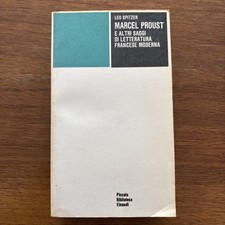 LEO SPITZER
MARCEL PROUST
E ALTRI SAGGI
DI LETTERATURA
FRANCESE MODERNA
Piccola
Biblioteca
Einaudi